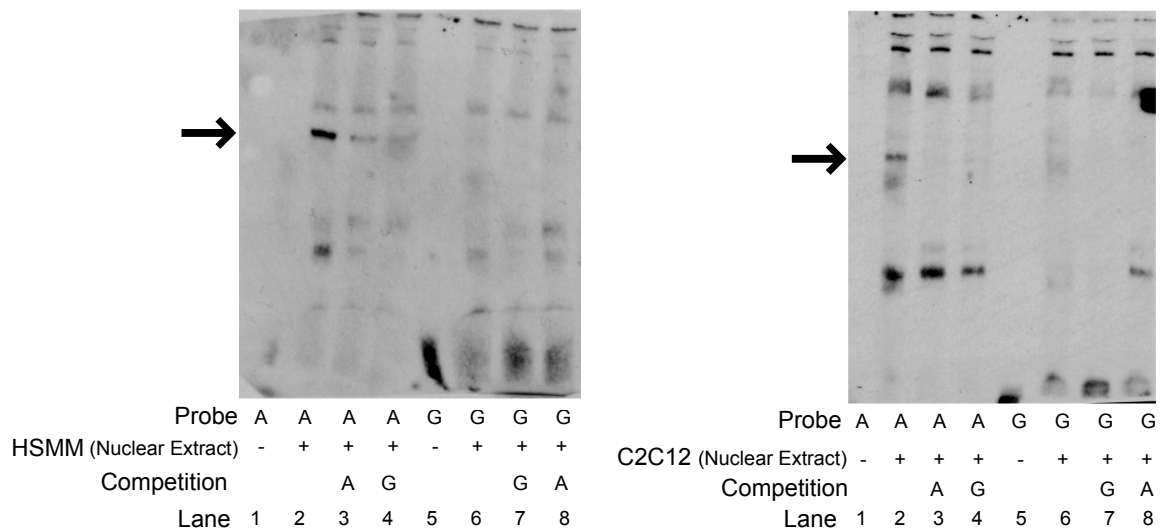 Probe A A A A G G G G
HSMM (Nuclear Extract) - + + + - + + +
Competition A G G A
Lane 1 2 3 4 5 6 7 8
Probe A A A A G G G G
C2C12 (Nuclear Extract) - + + + - + + +
Competition A G G A
Lane 1 2 3 4 5 6 7 8